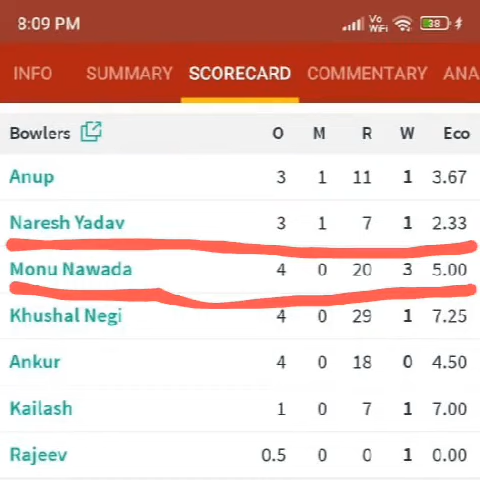 8:09 PM Vo WiFi 38
INFO SUMMARY SCORECARD COMMENTARY ANA
Bowlers O M R W Eco
Anup 3 1 11 1 3.67
Naresh Yadav 3 1 7 1 2.33
Monu Nawada 4 0 20 3 5.00
Khushal Negi 4 0 29 1 7.25
Ankur 4 0 18 0 4.50
Kailash 1 0 7 1 7.00
Rajeev 0.5 0 0 1 0.00